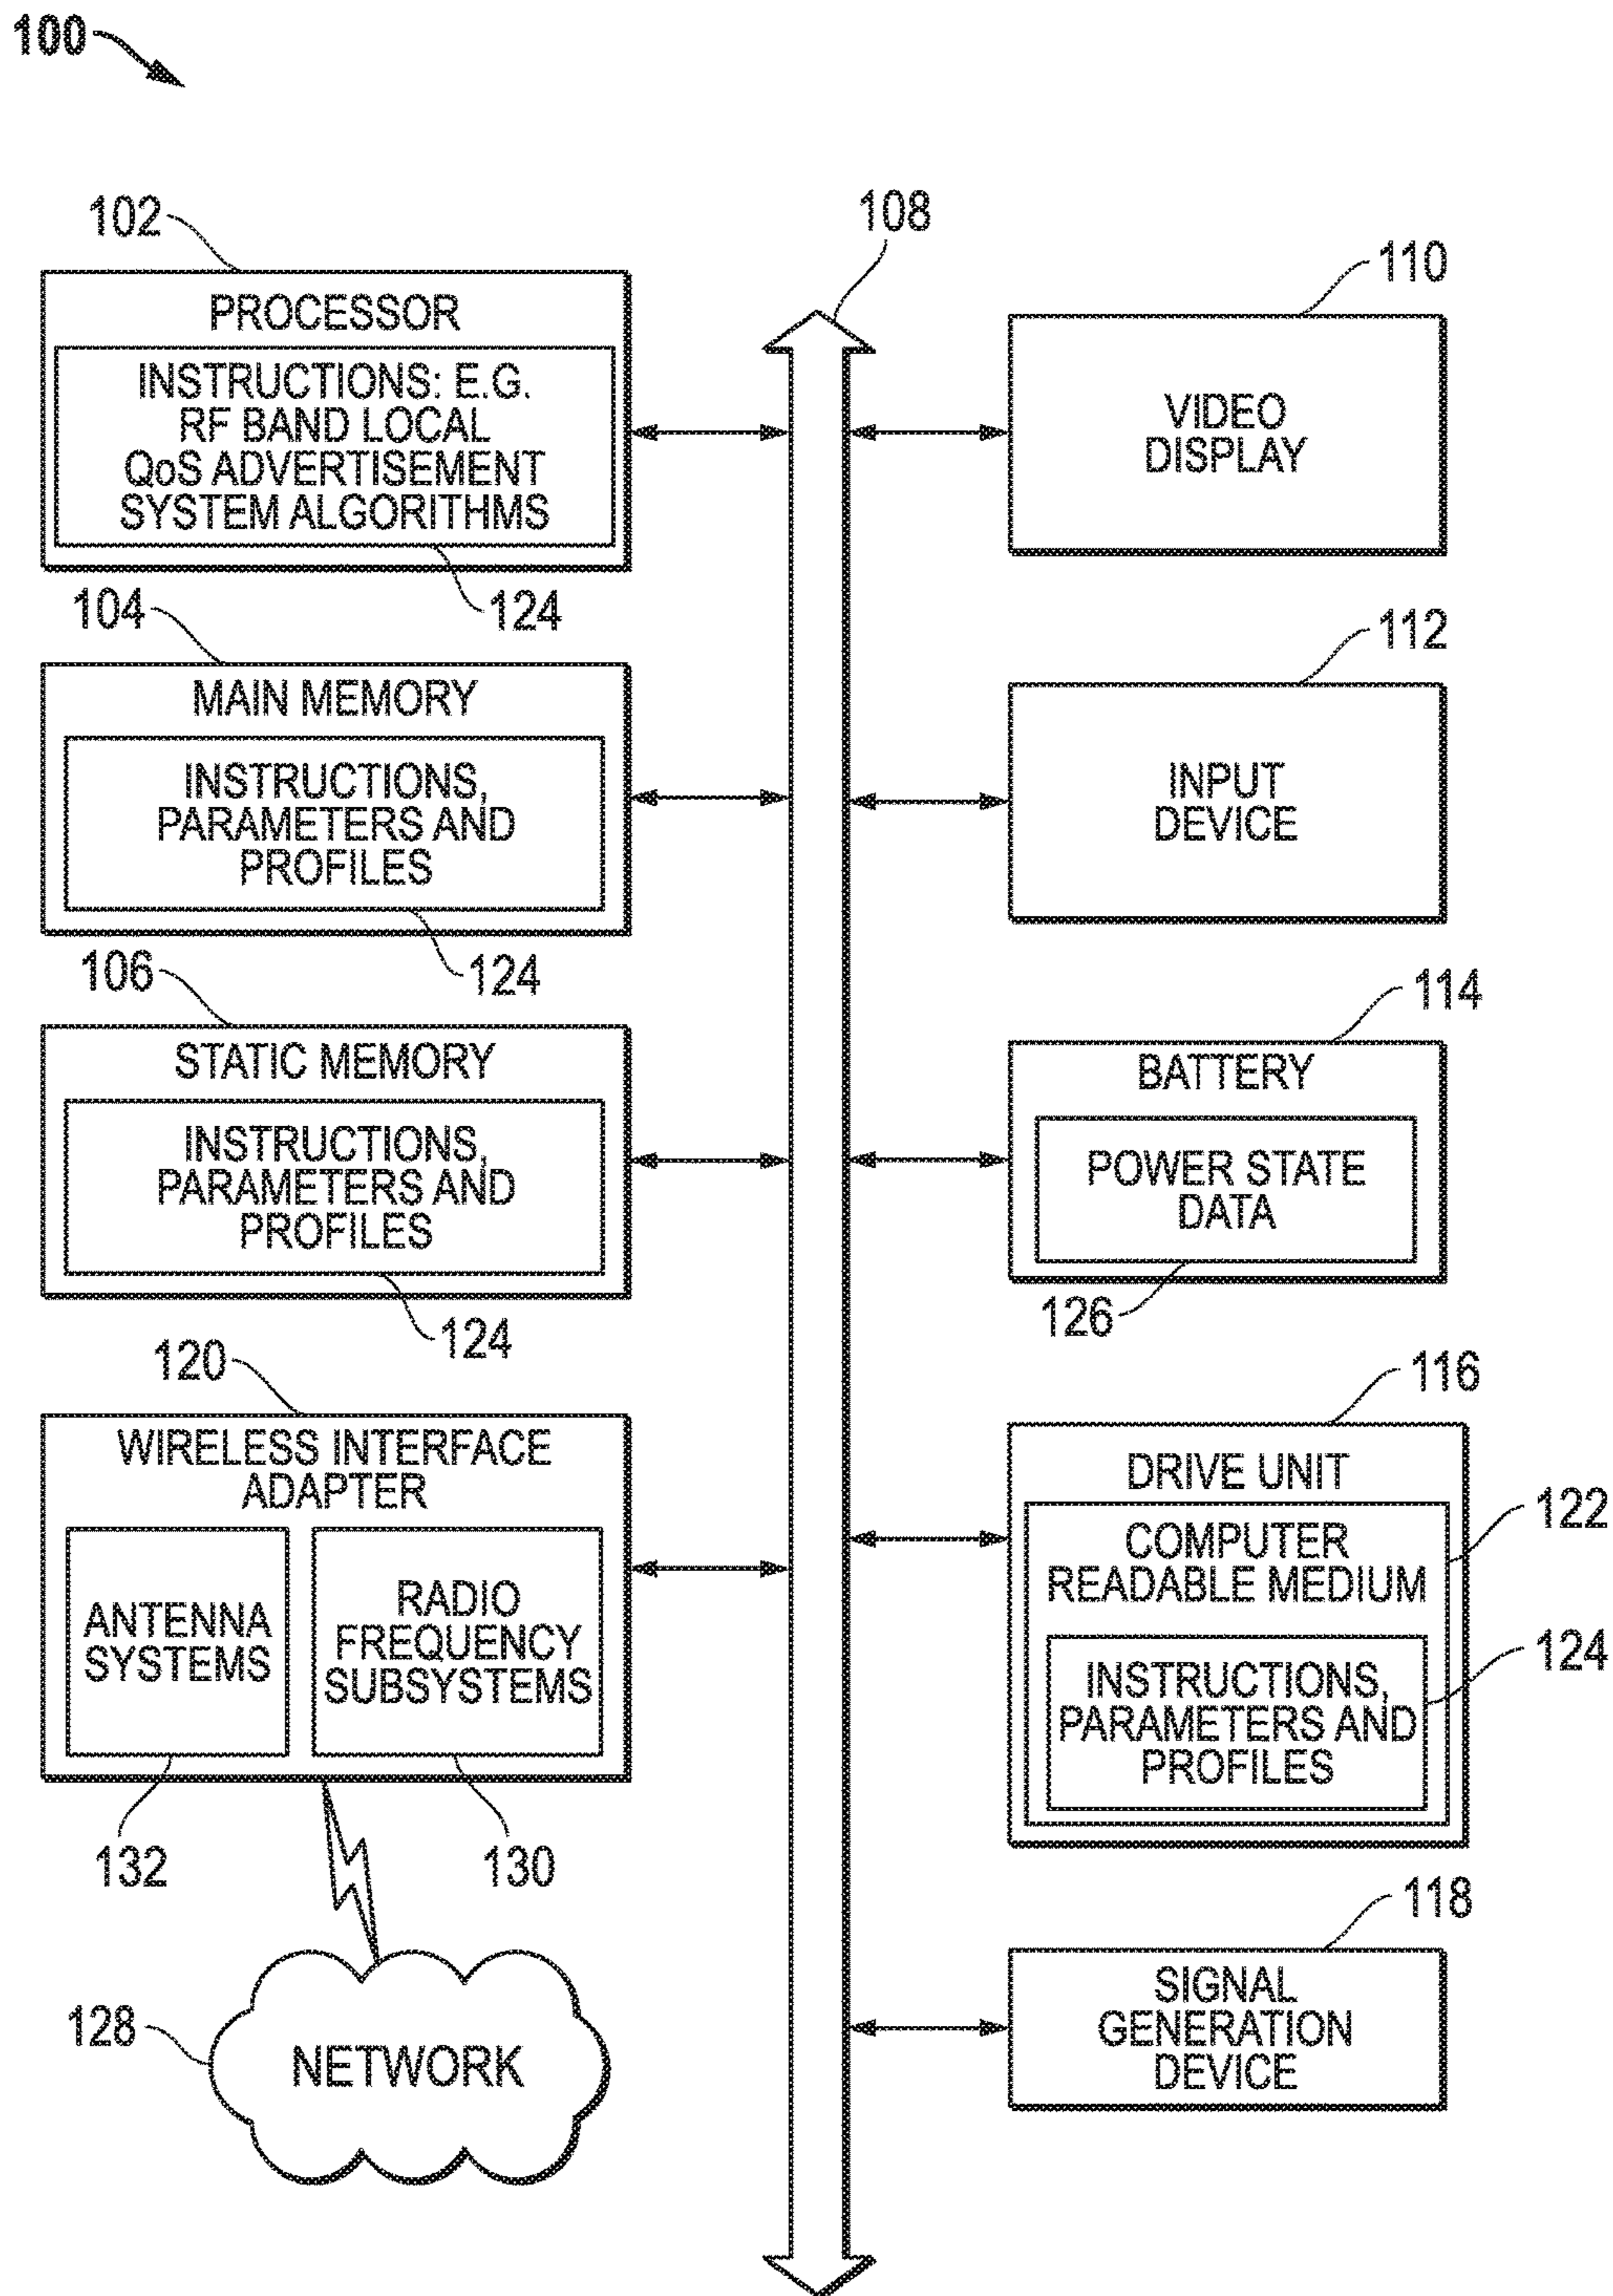 100
102
PROCESSOR
INSTRUCTIONS: E.G.
RF BAND LOCAL
QoS ADVERTISEMENT
SYSTEM ALGORITHMS
124
104
MAIN MEMORY
INSTRUCTIONS,
PARAMETERS AND
PROFILES
124
106
STATIC MEMORY
INSTRUCTIONS,
PARAMETERS AND
PROFILES
124
120
WIRELESS INTERFACE
ADAPTER
ANTENNA
SYSTEMS
RADIO
FREQUENCY
SUBSYSTEMS
132
130
128
NETWORK
108
110
VIDEO
DISPLAY
112
INPUT
DEVICE
114
BATTERY
POWER STATE
DATA
126
116
DRIVE UNIT
122
COMPUTER
READABLE MEDIUM
124
INSTRUCTIONS,
PARAMETERS AND
PROFILES
118
SIGNAL
GENERATION
DEVICE